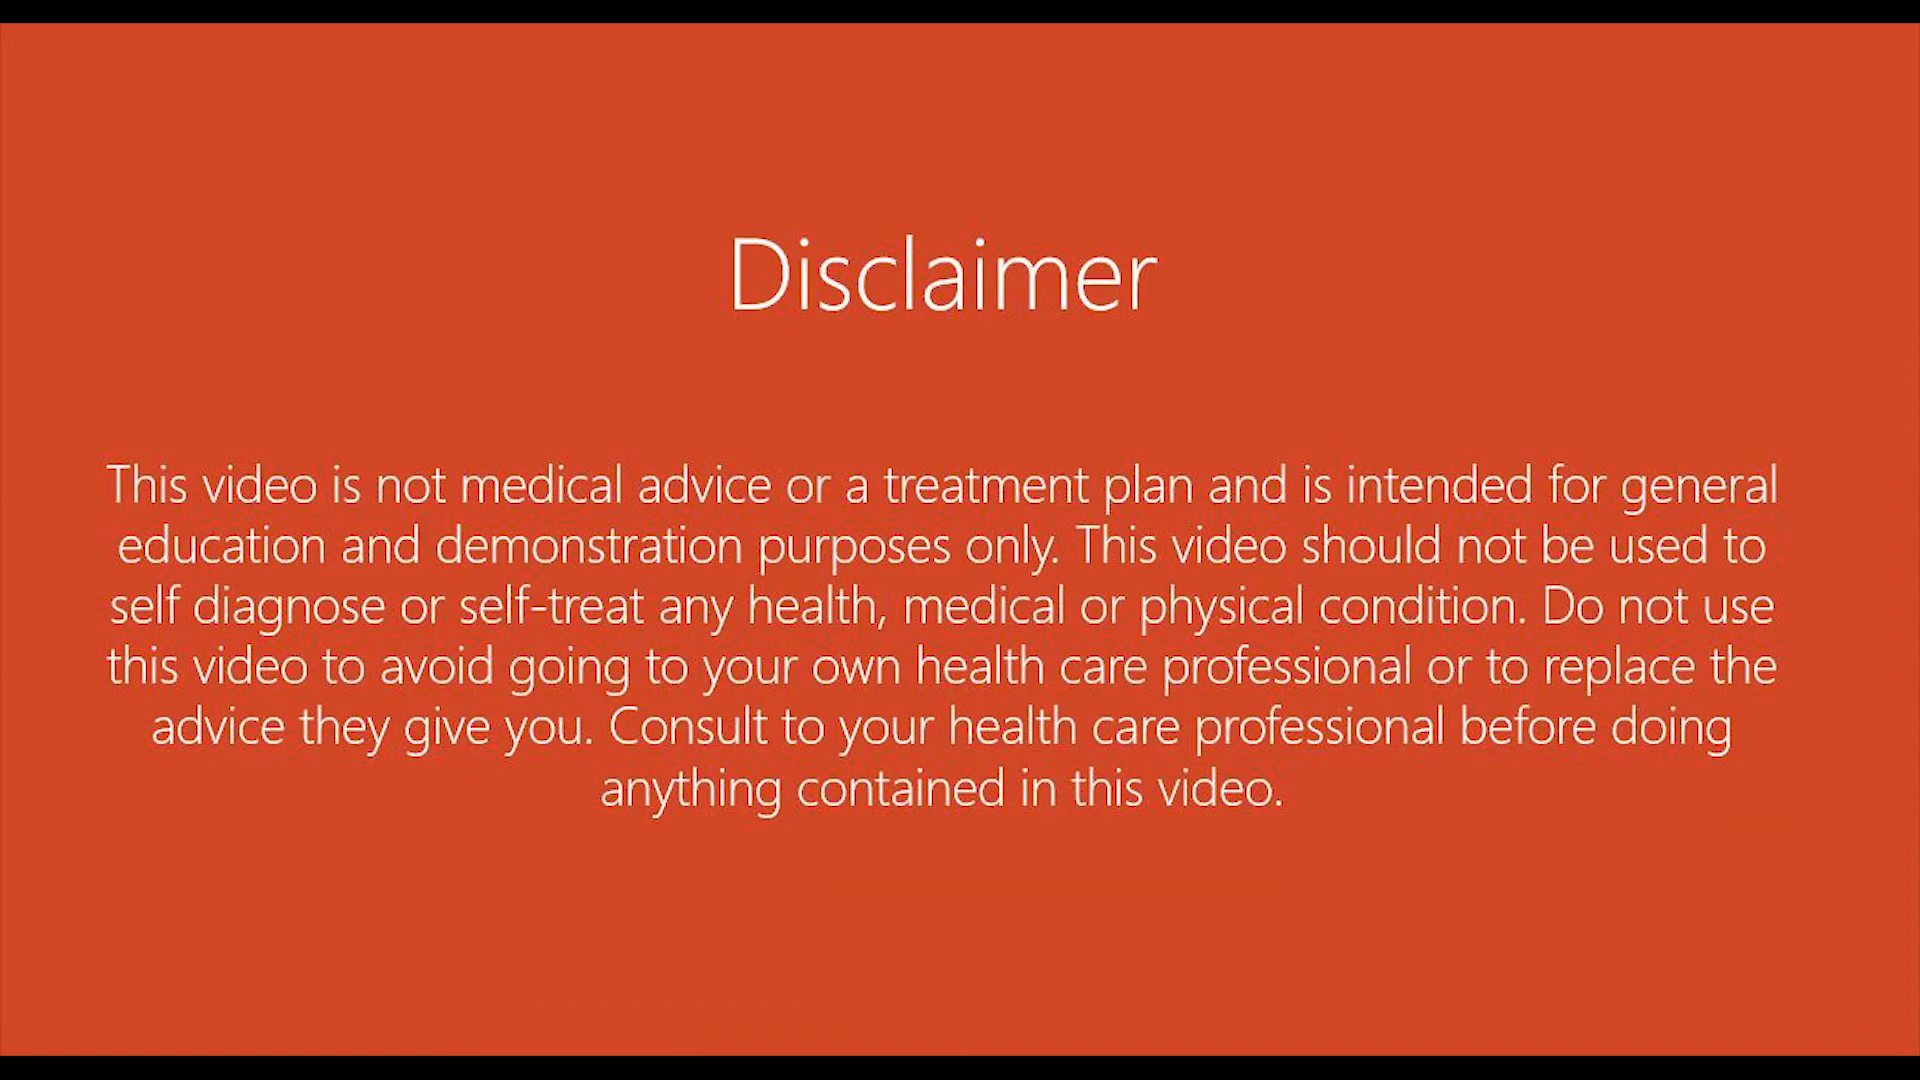 Disclaimer
This video is not medical advice or a treatment plan and is intended for general
education and demonstration purposes only. This video should not be used to
self diagnose or self-treat any health, medical or physical condition. Do not use
this video to avoid going to your own health care professional or to replace the
advice they give you. Consult to your health care professional before doing
anything contained in this video.